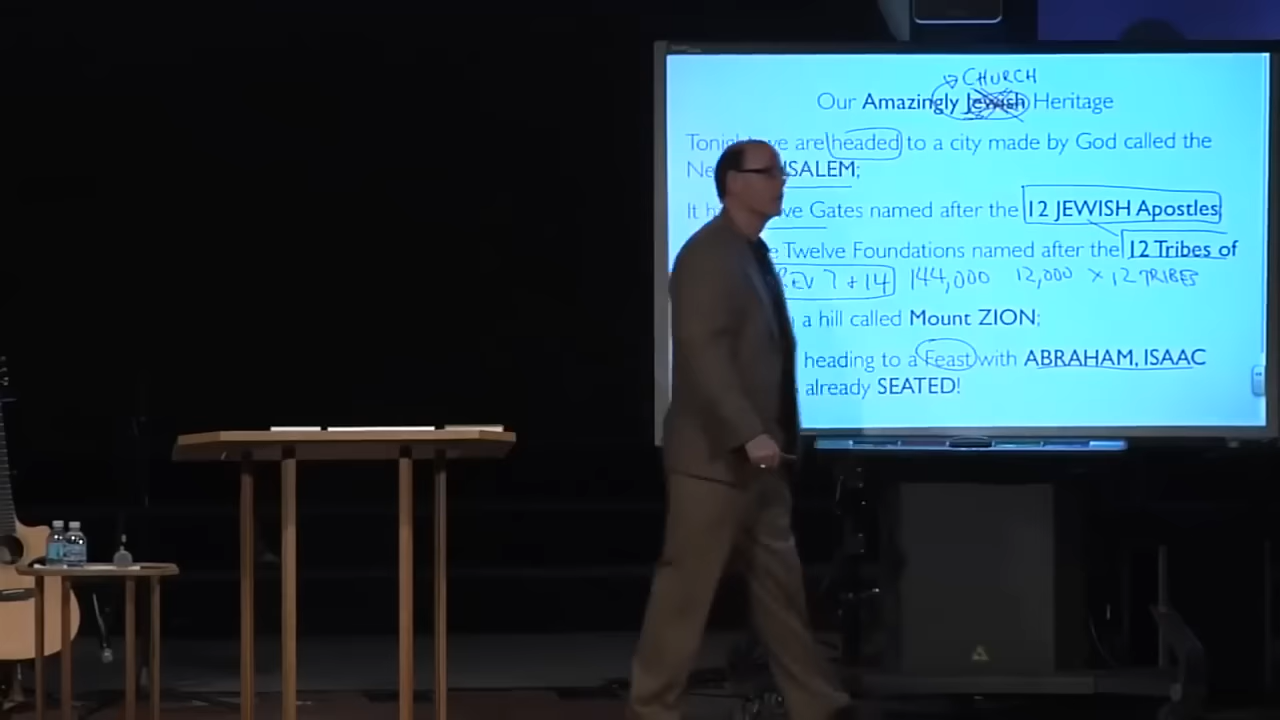 CHURCH
Our Amazingly Jewish Heritage
Tonight we are headed to a city made by God called the
SALEM;
It Gates named after the 12 JEWISH Apostles
Twelve Foundations named after the 12 Tribes of
REV 7 + 14 144,000 12,000 x 12 TRIBES
a hill called Mount ZION;
heading to a Feast with ABRAHAM, ISAAC
already SEATED!